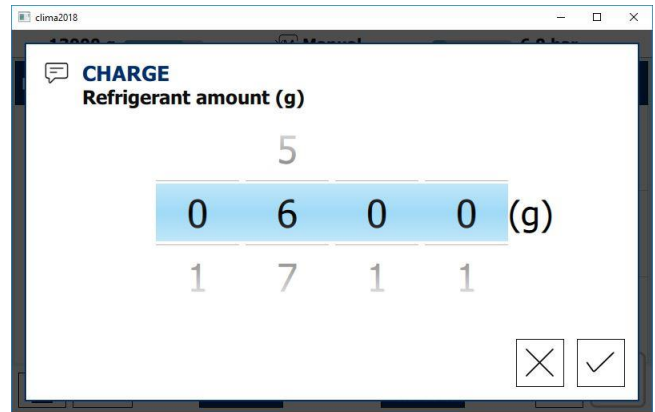 clima2018
CHARGE
Refrigerant amount (g)
5
0 6 0 0 (g)
1 7 1 1